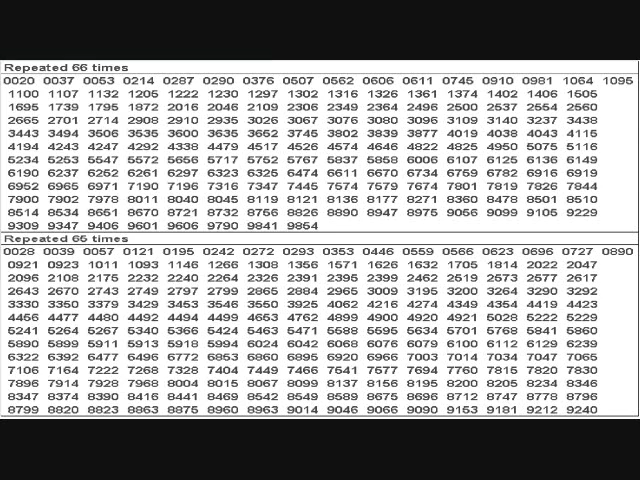 Repeated 66 times
0020 0037 0053 0214 0287 0290 0376 0507 0562 0606 0611 0745 0910 0981 1064 1095
1100 1107 1132 1205 1222 1230 1297 1302 1316 1326 1361 1374 1402 1406 1505
1695 1739 1795 1872 2016 2046 2109 2306 2349 2364 2496 2500 2537 2554 2560
2665 2701 2714 2908 2910 2935 3026 3067 3076 3080 3096 3109 3140 3237 3438
3443 3494 3506 3535 3600 3635 3652 3745 3802 3839 3877 4019 4038 4043 4115
4194 4243 4247 4292 4338 4479 4517 4526 4574 4646 4822 4825 4950 5075 5116
5234 5253 5547 5572 5656 5717 5752 5767 5837 5858 6006 6107 6125 6136 6149
6190 6237 6252 6261 6297 6323 6325 6474 6611 6670 6734 6759 6782 6916 6919
6952 6965 6971 7190 7196 7316 7347 7445 7574 7579 7674 7801 7819 7826 7844
7900 7902 7978 8011 8040 8045 8119 8121 8136 8177 8271 8360 8478 8501 8510
8514 8534 8651 8670 8721 8732 8756 8826 8890 8947 8975 9056 9099 9105 9229
9309 9347 9406 9601 9606 9790 9841 9854
Repeated 65 times
0028 0039 0057 0121 0195 0242 0272 0293 0353 0446 0559 0566 0623 0696 0727 0890
0921 0923 1011 1093 1146 1266 1308 1356 1571 1626 1632 1705 1814 2022 2047
2096 2108 2175 2232 2240 2264 2326 2391 2395 2399 2462 2519 2573 2577 2617
2643 2670 2743 2749 2797 2799 2865 2884 2965 3009 3195 3200 3264 3290 3292
3330 3350 3379 3429 3453 3546 3550 3925 4062 4216 4274 4349 4354 4419 4423
4456 4477 4480 4492 4494 4499 4653 4762 4899 4900 4920 4921 5028 5222 5229
5241 5264 5267 5340 5366 5424 5463 5471 5588 5595 5634 5701 5768 5841 5860
5890 5899 5911 5913 5918 5994 6024 6042 6068 6076 6079 6100 6112 6129 6239
6322 6392 6477 6496 6772 6853 6860 6895 6920 6966 7003 7014 7034 7047 7065
7106 7164 7222 7268 7328 7404 7449 7466 7541 7577 7694 7760 7815 7820 7830
7896 7914 7928 7968 8004 8015 8067 8099 8137 8156 8195 8200 8205 8234 8346
8347 8374 8390 8416 8441 8469 8542 8549 8589 8675 8696 8712 8747 8778 8796
8799 8820 8823 8863 8875 8960 8963 9014 9046 9066 9090 9153 9181 9212 9240